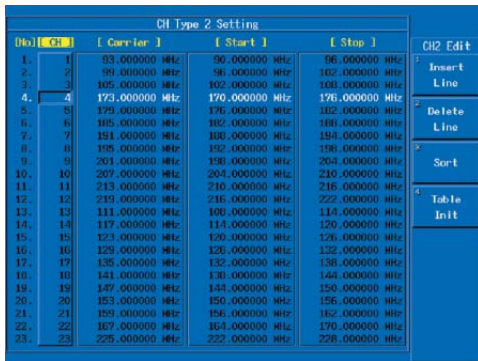 CH Type 2 Setting
[No] [ CH ] [ Carrier ] [ Start ] [ Stop ]
1. 1 93.000000 MHz 90.000000 MHz 96.000000 MHz
2. 2 99.000000 MHz 96.000000 MHz 102.000000 MHz
3. 3 105.000000 MHz 102.000000 MHz 108.000000 MHz
4. 4 173.000000 MHz 170.000000 MHz 176.000000 MHz
5. 5 179.000000 MHz 176.000000 MHz 182.000000 MHz
6. 6 185.000000 MHz 182.000000 MHz 188.000000 MHz
7. 7 191.000000 MHz 188.000000 MHz 194.000000 MHz
8. 8 195.000000 MHz 192.000000 MHz 198.000000 MHz
9. 9 201.000000 MHz 198.000000 MHz 204.000000 MHz
10. 10 207.000000 MHz 204.000000 MHz 210.000000 MHz
11. 11 213.000000 MHz 210.000000 MHz 216.000000 MHz
12. 12 219.000000 MHz 216.000000 MHz 222.000000 MHz
13. 13 111.000000 MHz 108.000000 MHz 114.000000 MHz
14. 14 117.000000 MHz 114.000000 MHz 120.000000 MHz
15. 15 123.000000 MHz 120.000000 MHz 126.000000 MHz
16. 16 129.000000 MHz 126.000000 MHz 132.000000 MHz
17. 17 135.000000 MHz 132.000000 MHz 138.000000 MHz
18. 18 141.000000 MHz 138.000000 MHz 144.000000 MHz
19. 19 147.000000 MHz 144.000000 MHz 150.000000 MHz
20. 20 153.000000 MHz 150.000000 MHz 156.000000 MHz
21. 21 159.000000 MHz 156.000000 MHz 162.000000 MHz
22. 22 167.000000 MHz 164.000000 MHz 170.000000 MHz
23. 23 225.000000 MHz 222.000000 MHz 228.000000 MHz
CH2 Edit
1
Insert
Line
2
Delete
Line
3
Sort
4
Table
Init